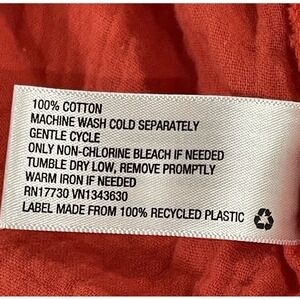 100% COTTON
MACHINE WASH COLD SEPARATELY
GENTLE CYCLE
ONLY NON-CHLORINE BLEACH IF NEEDED
TUMBLE DRY LOW, REMOVE PROMPTLY
WARM IRON IF NEEDED
RN17730 VN1343630
LABEL MADE FROM 100% RECYCLED PLASTIC